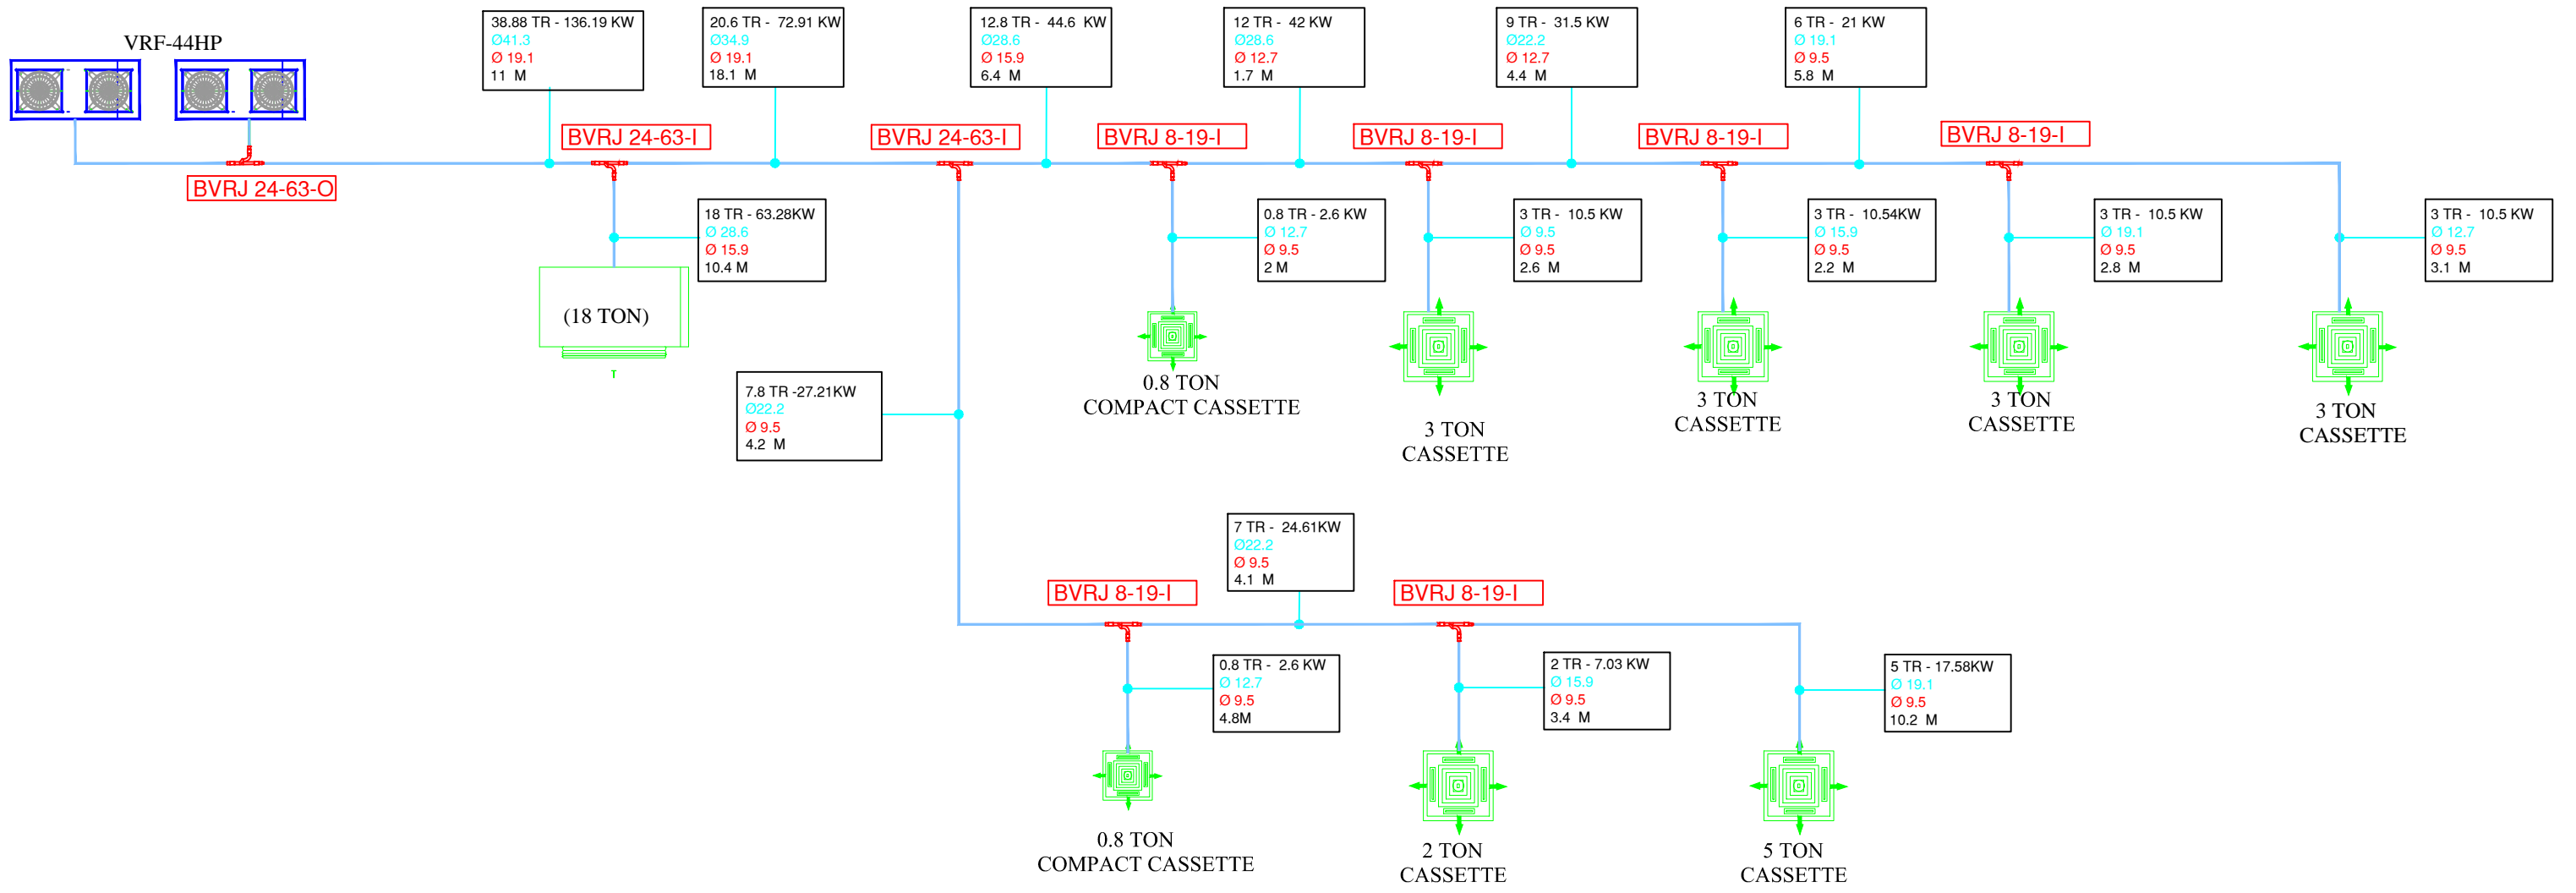 VRF-44HP
38.88 TR - 136.19 KW
Ø41.3
Ø 19.1
11 M
20.6 TR - 72.91 KW
Ø34.9
Ø 19.1
18.1 M
12.8 TR - 44.6 KW
Ø28.6
Ø 15.9
6.4 M
12 TR - 42 KW
Ø28.6
Ø 12.7
1.7 M
9 TR - 31.5 KW
Ø22.2
Ø 12.7
4.4 M
6 TR - 21 KW
Ø 19.1
Ø 9.5
5.8 M
BVRJ 24-63-O
BVRJ 24-63-I
BVRJ 24-63-I
BVRJ 8-19-I
BVRJ 8-19-I
BVRJ 8-19-I
BVRJ 8-19-I
18 TR - 63.28KW
Ø 28.6
Ø 15.9
10.4 M
0.8 TR - 2.6 KW
Ø 12.7
Ø 9.5
2 M
3 TR - 10.5 KW
Ø 9.5
Ø 9.5
2.6 M
3 TR - 10.54KW
Ø 15.9
Ø 9.5
2.2 M
3 TR - 10.5 KW
Ø 19.1
Ø 9.5
2.8 M
3 TR - 10.5 KW
Ø 12.7
Ø 9.5
3.1 M
(18 TON)
T
0.8 TON
COMPACT CASSETTE
3 TON
CASSETTE
3 TON
CASSETTE
3 TON
CASSETTE
3 TON
CASSETTE
7.8 TR -27.21KW
Ø22.2
Ø 9.5
4.2 M
7 TR - 24.61KW
Ø22.2
Ø 9.5
4.1 M
BVRJ 8-19-I
BVRJ 8-19-I
0.8 TR - 2.6 KW
Ø 12.7
Ø 9.5
4.8M
2 TR - 7.03 KW
Ø 15.9
Ø 9.5
3.4 M
5 TR - 17.58KW
Ø 19.1
Ø 9.5
10.2 M
0.8 TON
COMPACT CASSETTE
2 TON
CASSETTE
5 TON
CASSETTE